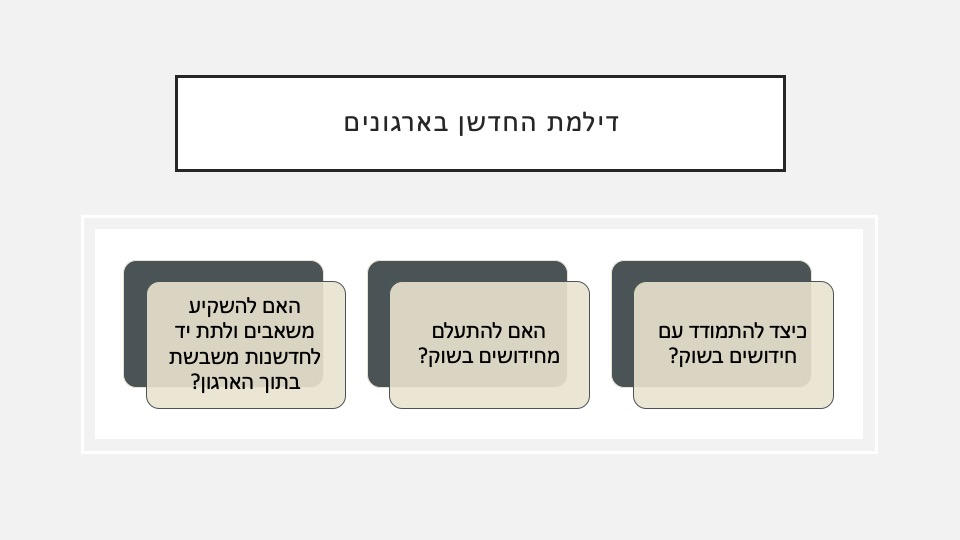 דילמת החדשן בארגונים
כיצד להתמודד עם
חידושים בשוק?
האם להתעלם
מחידושים בשוק?
האם להשקיע
משאבים ולתת יד
לחדשנות משבשת
בתוך הארגון?